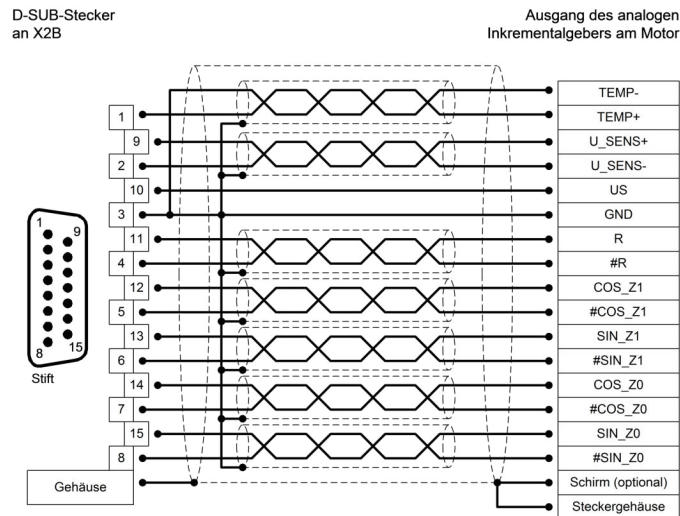 D-SUB-Stecker
an X2B
Ausgang des analogen
Inkrementalgebers am Motor
TEMP-
1 TEMP+
9 U_SENS+
2 U_SENS-
10 US
3 GND
11 R
4 #R
12 COS_Z1
5 #COS_Z1
13 SIN_Z1
6 #SIN_Z1
14 COS_Z0
7 #COS_Z0
15 SIN_Z0
8 #SIN_Z0
Gehäuse Schirm (optional)
Steckergehäuse
1 9
8 15
Stift